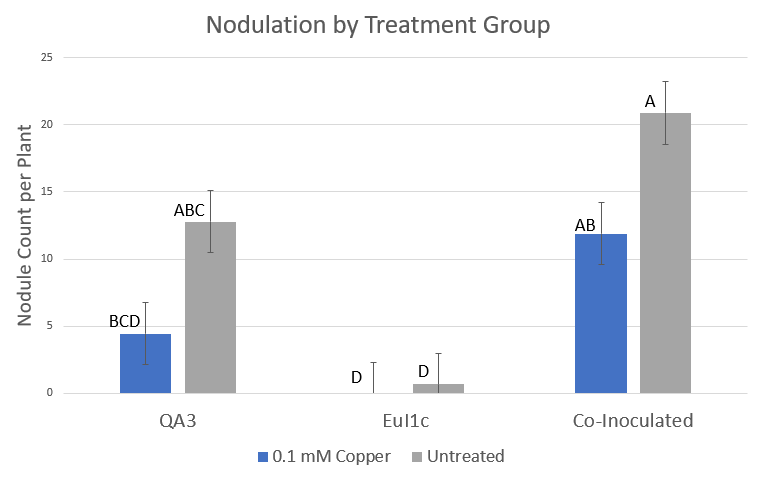 Nodulation by Treatment Group
Nodule Count per Plant
25
20
15
10
5
0
BCD
ABC
D
D
AB
A
QA3
EuI1c
Co-Inoculated
0.1 mM Copper
Untreated